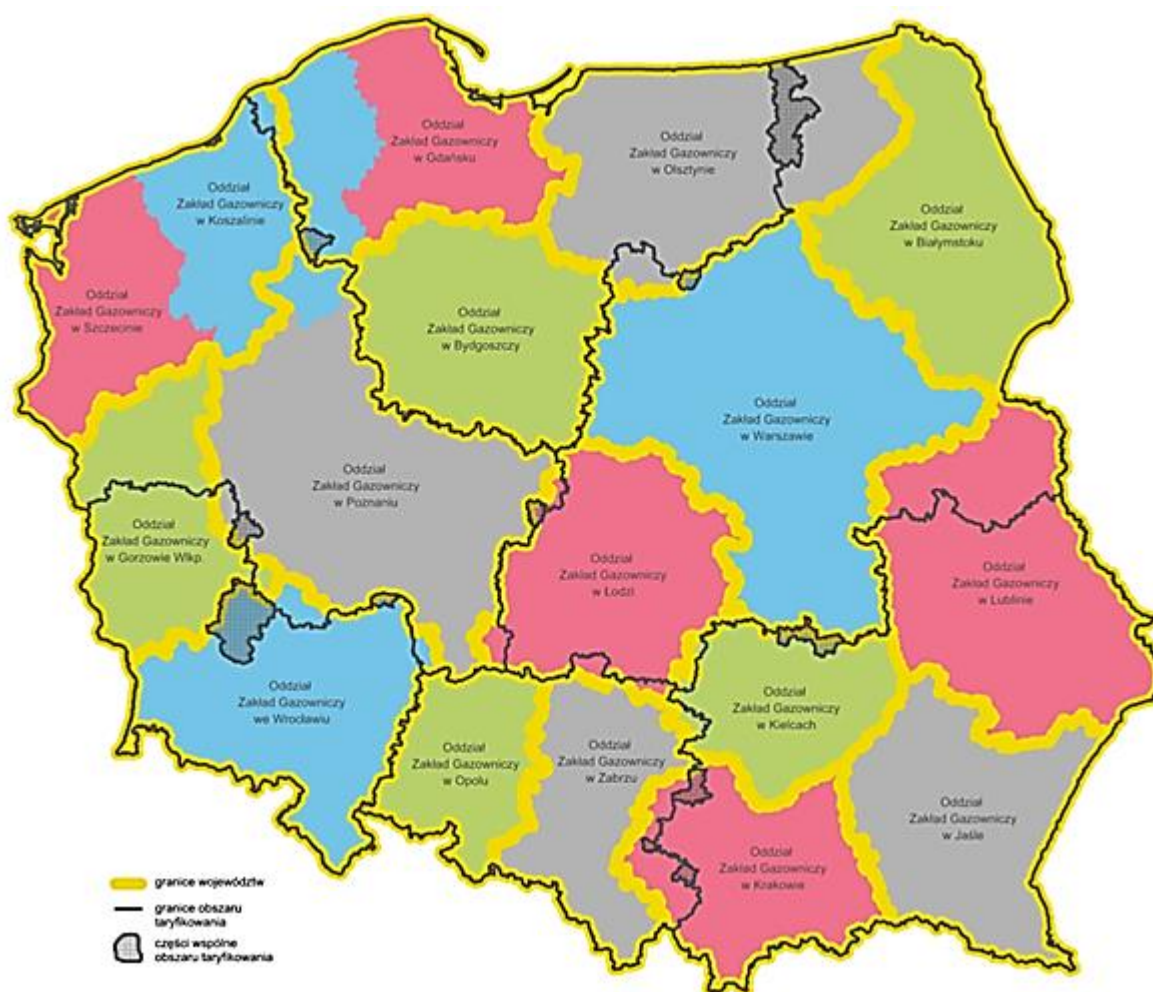 Oddział
Zakład Gazowniczy
w Gdańsku
Oddział
Zakład Gazowniczy
w Olsztynie
Oddział
Zakład Gazowniczy
w Koszalinie
Oddział
Zakład Gazowniczy
w Białymstoku
Oddział
Zakład Gazowniczy
w Szczecinie
Oddział
Zakład Gazowniczy
w Bydgoszczy
Oddział
Zakład Gazowniczy
w Warszawie
Oddział
Zakład Gazowniczy
w Poznaniu
Oddział
Zakład Gazowniczy
w Gorzowie Wlkp.
Oddział
Zakład Gazowniczy
w Łodzi
Oddział
Zakład Gazowniczy
w Lublinie
Oddział
Zakład Gazowniczy
we Wrocławiu
Oddział
Zakład Gazowniczy
w Kielcach
Oddział
Zakład Gazowniczy
w Opolu
Oddział
Zakład Gazowniczy
w Zabrzu
Oddział
Zakład Gazowniczy
w Jaśle
Oddział
Zakład Gazowniczy
w Krakowie
granice województw
granice obszaru
taryfikowania
części wspólne
obszaru taryfikowania